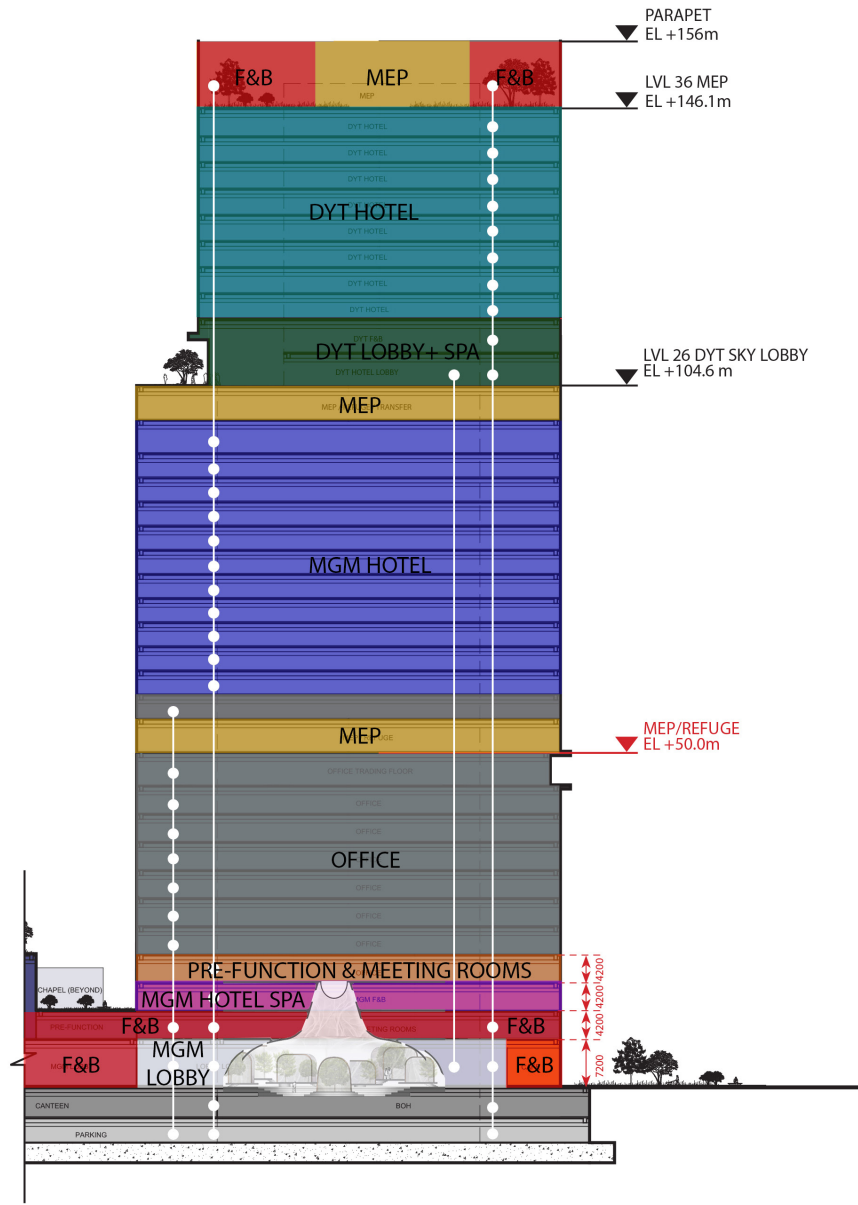 PARAPET
EL +156m
F&B
MEP
F&B
MEP
LVL 36 MEP
EL +146.1m
DYT HOTEL
DYT HOTEL
DYT HOTEL
DYT HOTEL
DYT HOTEL
DYT HOTEL
DYT HOTEL
DYT HOTEL
DYT F&B
DYT LOBBY+ SPA
DYT HOTEL LOBBY
LVL 26 DYT SKY LOBBY
EL +104.6 m
MEP
TRANSFER
MGM HOTEL
MEP
MEP/REFUGE
EL +50.0m
OFFICE TRADING FLOOR
OFFICE
OFFICE
OFFICE
OFFICE
OFFICE
OFFICE
PRE-FUNCTION & MEETING ROOMS
4200
CHAPEL (BEYOND)
MGM HOTEL SPA
MGM F&B
4200
PRE-FUNCTION
F&B
MEETING ROOMS
F&B
4200
F&B
MGM
LOBBY
F&B
7200
CANTEEN
BOH
PARKING